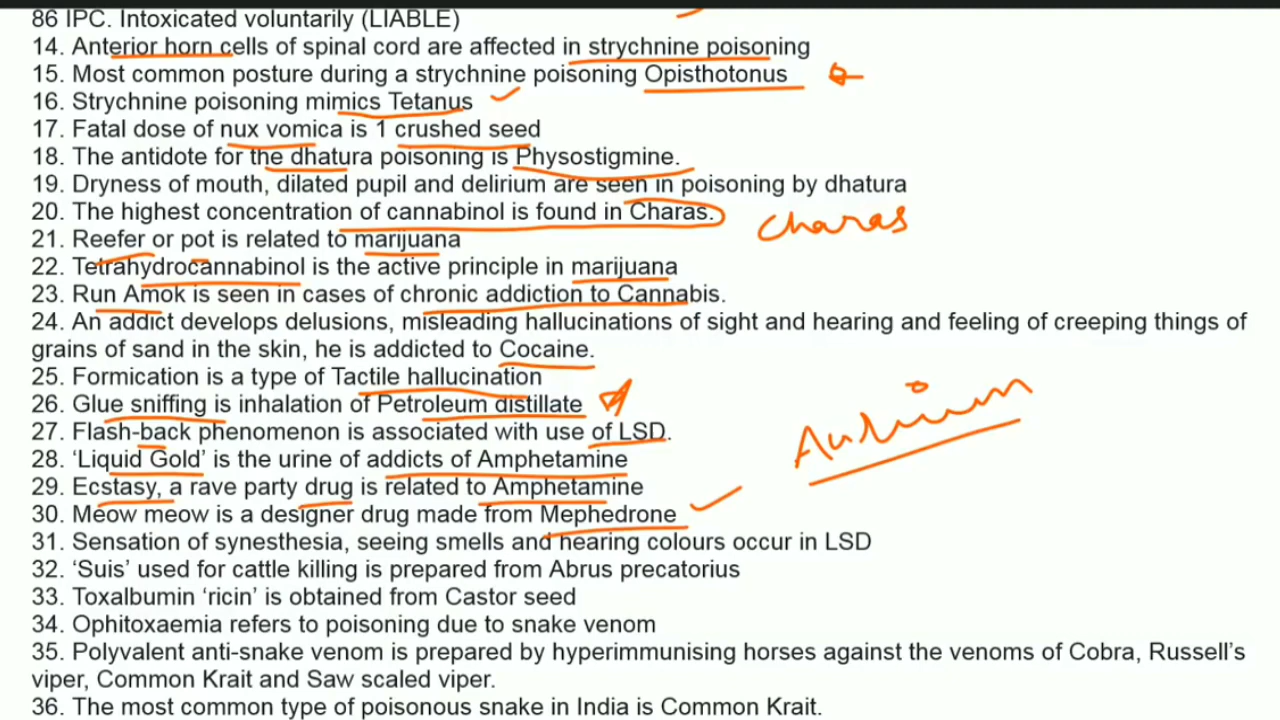 86 IPC. Intoxicated voluntarily (LIABLE)
14. Anterior horn cells of spinal cord are affected in strychnine poisoning
15. Most common posture during a strychnine poisoning Opisthotonus
16. Strychnine poisoning mimics Tetanus
17. Fatal dose of nux vomica is 1 crushed seed
18. The antidote for the dhatura poisoning is Physostigmine.
19. Dryness of mouth, dilated pupil and delirium are seen in poisoning by dhatura
20. The highest concentration of cannabinol is found in Charas.
Charas
21. Reefer or pot is related to marijuana
22. Tetrahydrocannabinol is the active principle in marijuana
23. Run Amok is seen in cases of chronic addiction to Cannabis.
24. An addict develops delusions, misleading hallucinations of sight and hearing and feeling of creeping things of
grains of sand in the skin, he is addicted to Cocaine.
25. Formication is a type of Tactile hallucination
26. Glue sniffing is inhalation of Petroleum distillate
27. Flash-back phenomenon is associated with use of LSD.
28. ‘Liquid Gold’ is the urine of addicts of Amphetamine
29. Ecstasy, a rave party drug is related to Amphetamine
30. Meow meow is a designer drug made from Mephedrone
31. Sensation of synesthesia, seeing smells and hearing colours occur in LSD
32. ‘Suis’ used for cattle killing is prepared from Abrus precatorius
33. Toxalbumin ‘ricin’ is obtained from Castor seed
34. Ophitoxaemia refers to poisoning due to snake venom
35. Polyvalent anti-snake venom is prepared by hyperimmunising horses against the venoms of Cobra, Russell’s
viper, Common Krait and Saw scaled viper.
36. The most common type of poisonous snake in India is Common Krait.